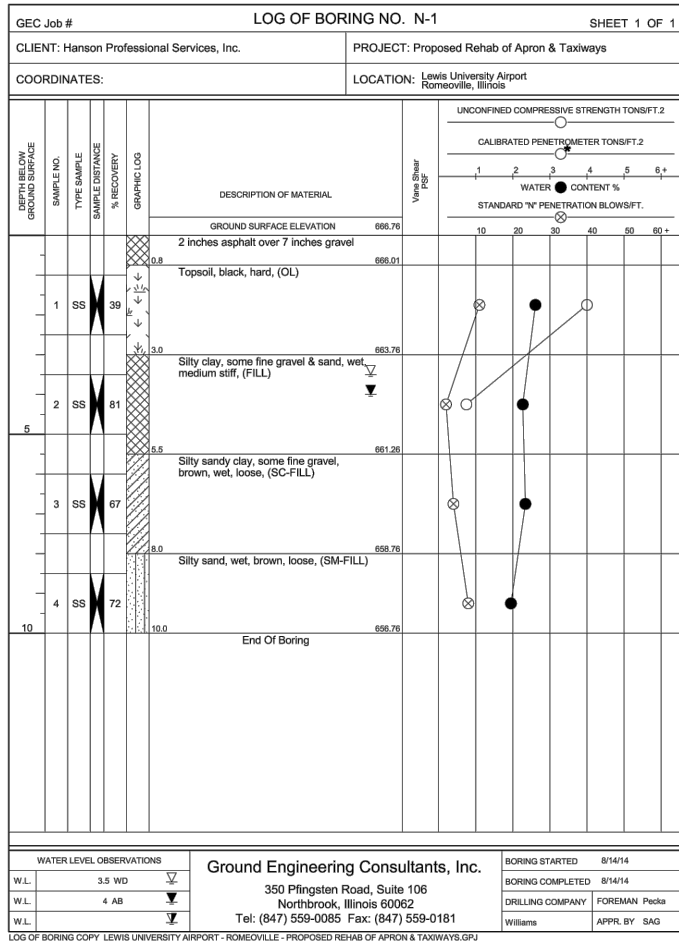 GEC Job #
LOG OF BORING NO. N-1
SHEET 1 OF 1
CLIENT: Hanson Professional Services, Inc.
PROJECT: Proposed Rehab of Apron & Taxiways
COORDINATES:
LOCATION: Lewis University Airport
Romeoville, Illinois
DEPTH BELOW
GROUND SURFACE
SAMPLE NO.
TYPE SAMPLE
SAMPLE DISTANCE
% RECOVERY
GRAPHIC LOG
DESCRIPTION OF MATERIAL
Vane Shear
PSF
UNCONFINED COMPRESSIVE STRENGTH TONS/FT.2
CALIBRATED PENETROMETER TONS/FT.2
*
1 2 3 4 5 6+
WATER CONTENT %
STANDARD "N" PENETRATION BLOWS/FT.
GROUND SURFACE ELEVATION 666.76
10 20 30 40 50 60 +
2 inches asphalt over 7 inches gravel
0.8 666.01
Topsoil, black, hard, (OL)
1 SS 39
3.0 663.76
Silty clay, some fine gravel & sand, wet,
medium stiff, (FILL)
2 SS 81
5
5.5 661.26
Silty sandy clay, some fine gravel,
brown, wet, loose, (SC-FILL)
3 SS 67
8.0 658.76
Silty sand, wet, brown, loose, (SM-FILL)
4 SS 72
10
10.0 656.76
End Of Boring
WATER LEVEL OBSERVATIONS
W.L. 3.5 WD
W.L. 4 AB
W.L.
Ground Engineering Consultants, Inc.
350 Pfingsten Road, Suite 106
Northbrook, Illinois 60062
Tel: (847) 559-0085 Fax: (847) 559-0181
BORING STARTED 8/14/14
BORING COMPLETED 8/14/14
DRILLING COMPANY FOREMAN Pecka
Williams APPR. BY SAG
LOG OF BORING COPY LEWIS UNIVERSITY AIRPORT - ROMEOVILLE - PROPOSED REHAB OF APRON & TAXIWAYS.GPJ